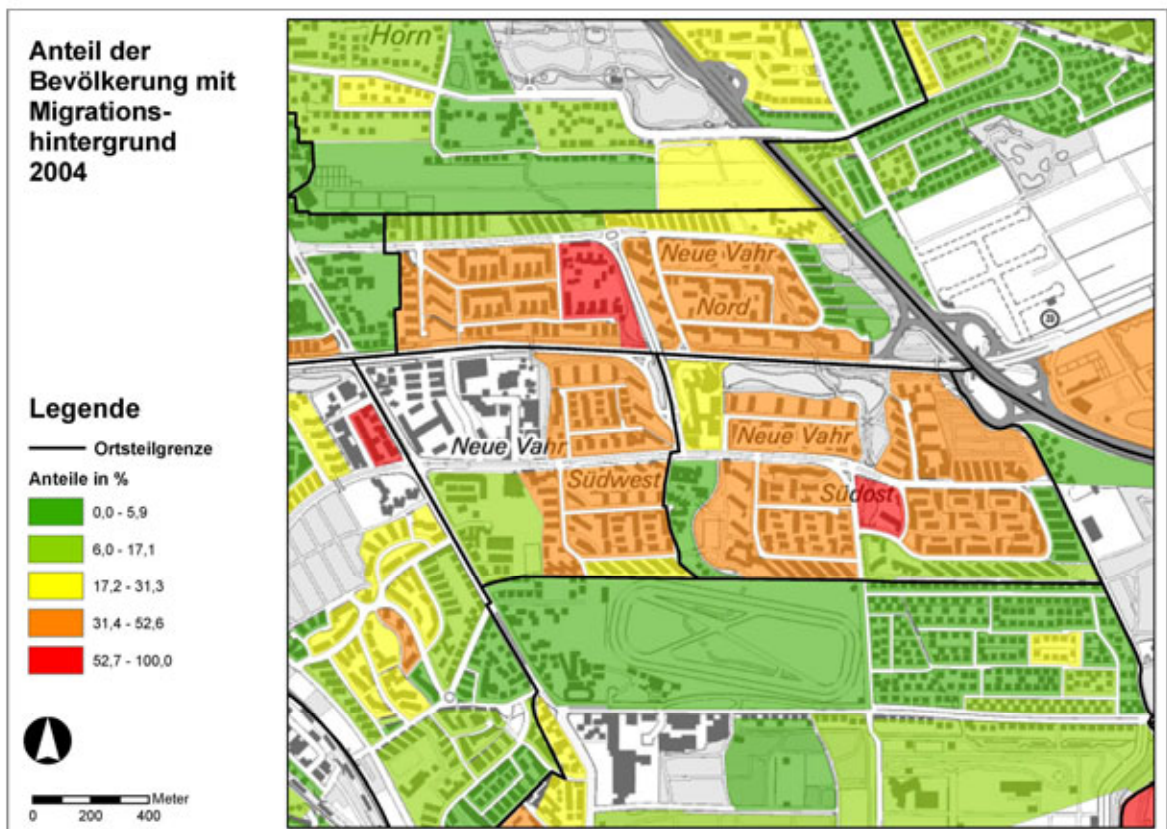 Anteil der
Bevölkerung mit
Migrations-
hintergrund
2004
Legende
Ortsteilgrenze
Anteile in %
0,0 - 5,9
6,0 - 17,1
17,2 - 31,3
31,4 - 52,6
52,7 - 100,0
Meter
0 200 400
Horn
Neue Vahr
Nord
Neue Vahr
Südwest
Neue Vahr
Südost